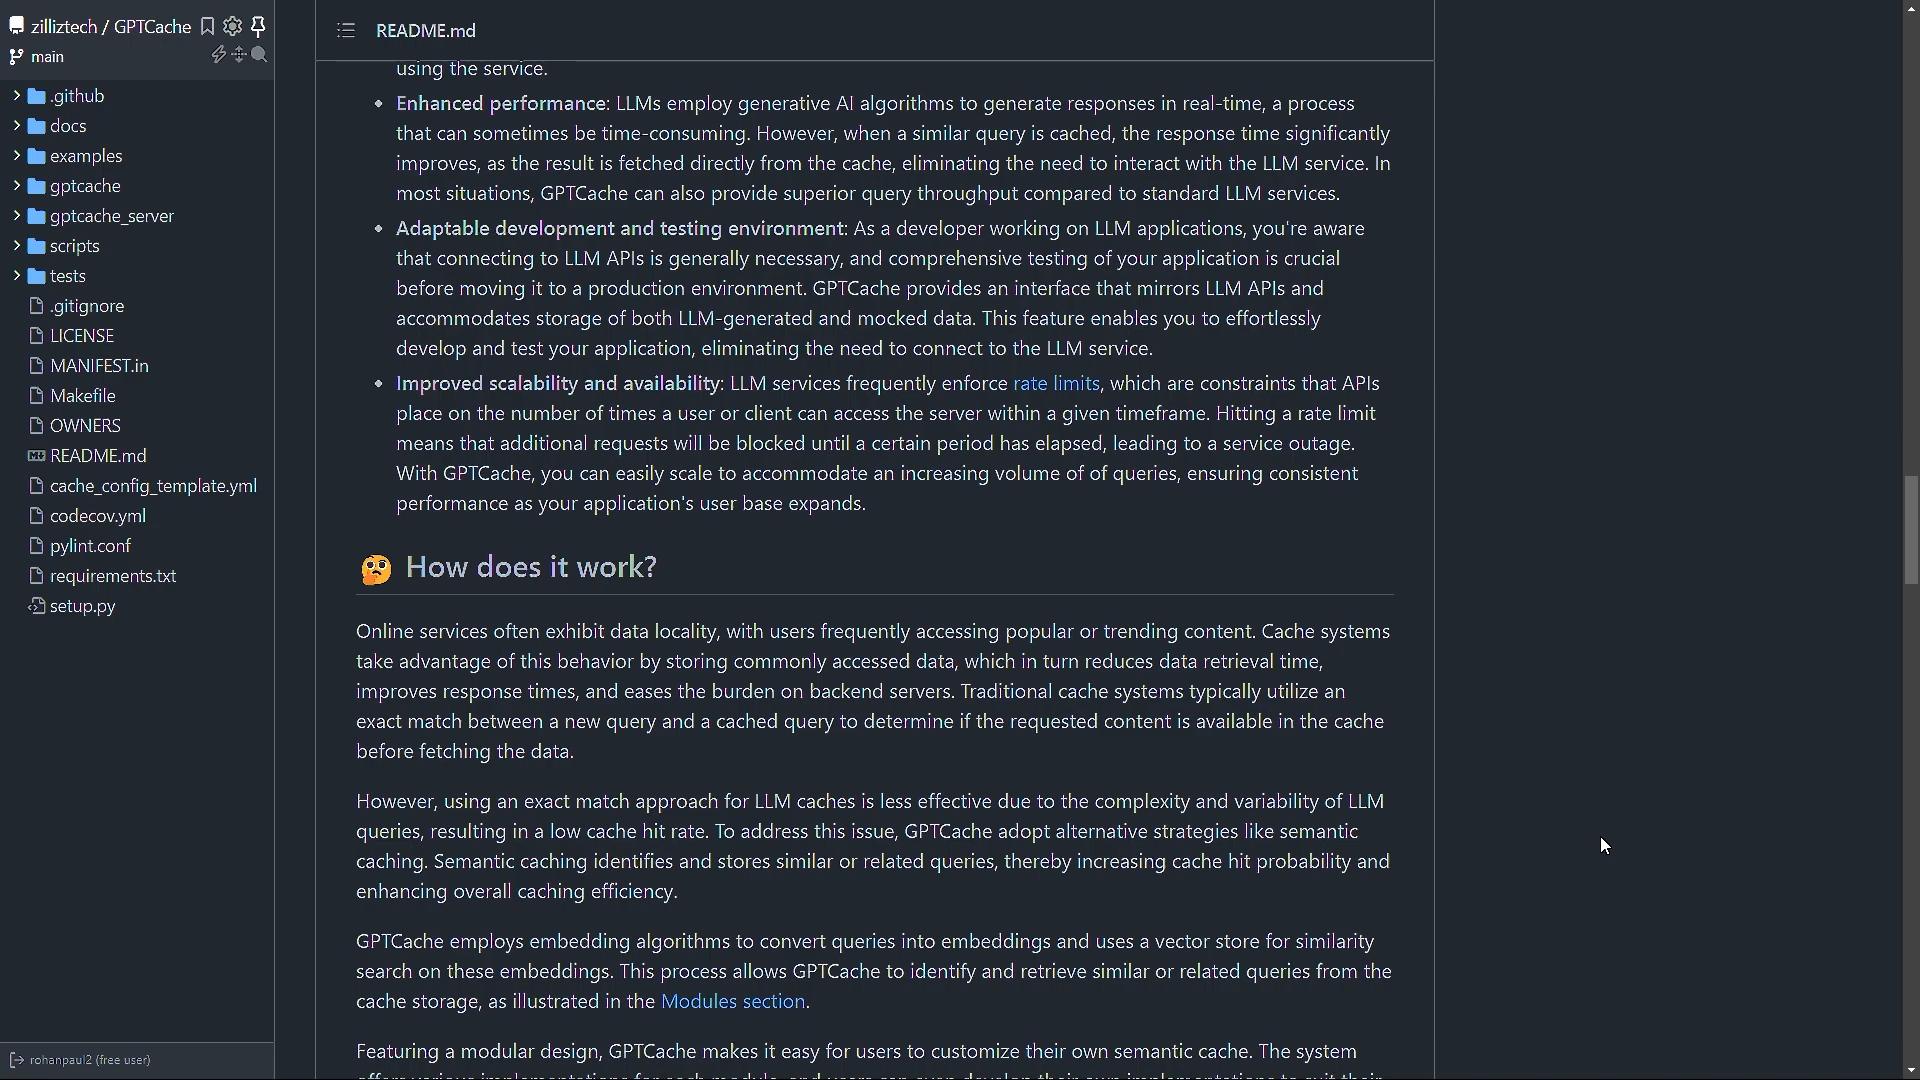 zilliztech / GPTCache
main
.github
docs
examples
gptcache
gptcache_server
scripts
tests
.gitignore
LICENSE
MANIFEST.in
Makefile
OWNERS
README.md
cache_config_template.yml
codecov.yml
pylint.conf
requirements.txt
setup.py
rohanpaul2 (free user)
README.md
using the service.
• Enhanced performance: LLMs employ generative AI algorithms to generate responses in real-time, a process
that can sometimes be time-consuming. However, when a similar query is cached, the response time significantly
improves, as the result is fetched directly from the cache, eliminating the need to interact with the LLM service. In
most situations, GPTCache can also provide superior query throughput compared to standard LLM services.
• Adaptable development and testing environment: As a developer working on LLM applications, you're aware
that connecting to LLM APIs is generally necessary, and comprehensive testing of your application is crucial
before moving it to a production environment. GPTCache provides an interface that mirrors LLM APIs and
accommodates storage of both LLM-generated and mocked data. This feature enables you to effortlessly
develop and test your application, eliminating the need to connect to the LLM service.
• Improved scalability and availability: LLM services frequently enforce rate limits, which are constraints that APIs
place on the number of times a user or client can access the server within a given timeframe. Hitting a rate limit
means that additional requests will be blocked until a certain period has elapsed, leading to a service outage.
With GPTCache, you can easily scale to accommodate an increasing volume of of queries, ensuring consistent
performance as your application's user base expands.
🤔 How does it work?
Online services often exhibit data locality, with users frequently accessing popular or trending content. Cache systems
take advantage of this behavior by storing commonly accessed data, which in turn reduces data retrieval time,
improves response times, and eases the burden on backend servers. Traditional cache systems typically utilize an
exact match between a new query and a cached query to determine if the requested content is available in the cache
before fetching the data.
However, using an exact match approach for LLM caches is less effective due to the complexity and variability of LLM
queries, resulting in a low cache hit rate. To address this issue, GPTCache adopt alternative strategies like semantic
caching. Semantic caching identifies and stores similar or related queries, thereby increasing cache hit probability and
enhancing overall caching efficiency.
GPTCache employs embedding algorithms to convert queries into embeddings and uses a vector store for similarity
search on these embeddings. This process allows GPTCache to identify and retrieve similar or related queries from the
cache storage, as illustrated in the Modules section.
Featuring a modular design, GPTCache makes it easy for users to customize their own semantic cache. The system